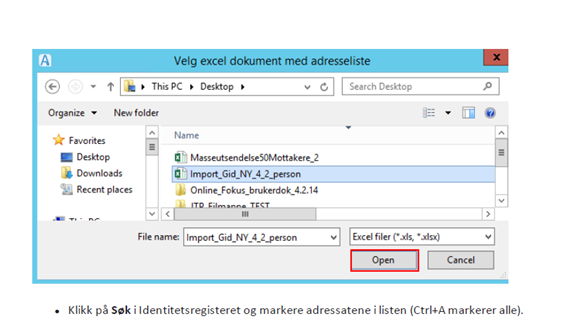 A
Velg excel dokument med adresseliste
x
This PC
Desktop
Search Desktop
Organize
New folder
Favorites
Desktop
Downloads
Recent places
This PC
Name
Masseutsendelse50Mottakere_2
Import_Gid_NY_4_2_person
Online_Fokus_brukerdok_4.2.14
ITP_Filmappe_TEST
File name: Import_Gid_NY_4_2_person
Excel filer (*.xls, *.xlsx)
Open
Cancel
• Klikk på Søk i Identitetsregisteret og markere adressatene i listen (Ctrl+A markerer alle).